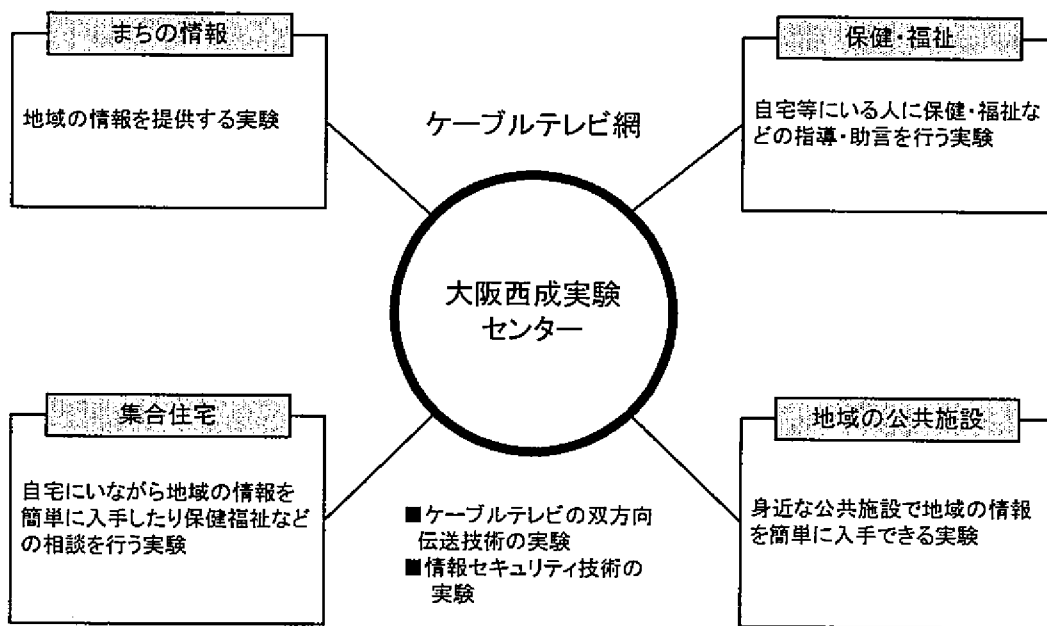 まちの情報
地域の情報を提供する実験
ケーブルテレビ網
保健・福祉
自宅等にいる人に保健・福祉な
どの指導・助言を行う実験
大阪西成実験
センター
集合住宅
自宅にいながら地域の情報を
簡単に入手したり保健福祉など
の相談を行う実験
■ケーブルテレビの双方向
伝送技術の実験
■情報セキュリティ技術の
実験
地域の公共施設
身近な公共施設で地域の情報
を簡単に入手できる実験